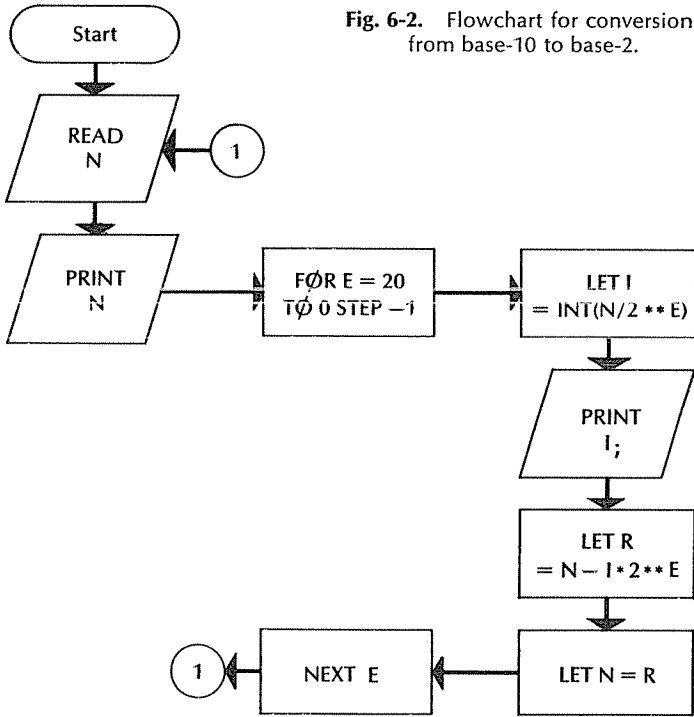 Start
Fig. 6-2. Flowchart for conversion
from base-10 to base-2.
READ
N
1
PRINT
N
FØR E = 20
TØ 0 STEP −1
LET I
= INT(N/2 ** E)
PRINT
I;
LET R
= N − I*2**E
LET N = R
NEXT E
1